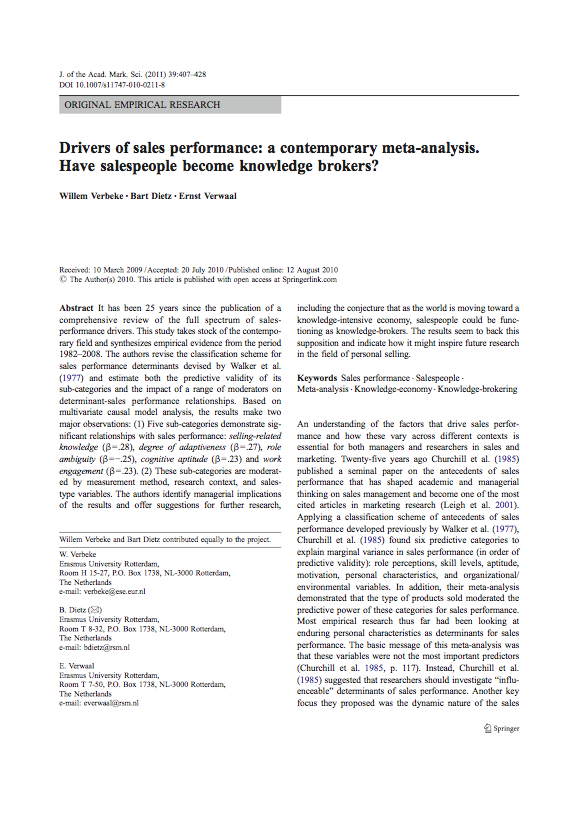 J. of the Acad. Mark. Sci. (2011) 39:407–428
DOI 10.1007/s11747-010-0211-8
ORIGINAL EMPIRICAL RESEARCH
Drivers of sales performance: a contemporary meta-analysis.
Have salespeople become knowledge brokers?
Willem Verbeke · Bart Dietz · Ernst Verwaal
Received: 10 March 2009 / Accepted: 20 July 2010 / Published online: 12 August 2010
© The Author(s) 2010. This article is published with open access at Springerlink.com
Abstract It has been 25 years since the publication of a
comprehensive review of the full spectrum of sales-
performance drivers. This study takes stock of the contempo-
rary field and synthesizes empirical evidence from the period
1982–2008. The authors revise the classification scheme for
sales performance determinants devised by Walker et al.
(1977) and estimate both the predictive validity of its
sub-categories and the impact of a range of moderators on
determinant-sales performance relationships. Based on
multivariate causal model analysis, the results make two
major observations: (1) Five sub-categories demonstrate sig-
nificant relationships with sales performance: selling-related
knowledge (β=.28), degree of adaptiveness (β=.27), role
ambiguity (β=−.25), cognitive aptitude (β=.23) and work
engagement (β=.23). (2) These sub-categories are moderat-
ed by measurement method, research context, and sales-
type variables. The authors identify managerial implications
of the results and offer suggestions for further research,
Willem Verbeke and Bart Dietz contributed equally to the project.
W. Verbeke
Erasmus University Rotterdam,
Room H 15-27, P.O. Box 1738, NL-3000 Rotterdam,
The Netherlands
e-mail: verbeke@ese.eur.nl
B. Dietz (✉)
Erasmus University Rotterdam,
Room T 8-32, P.O. Box 1738, NL-3000 Rotterdam,
The Netherlands
e-mail: bdietz@rsm.nl
E. Verwaal
Erasmus University Rotterdam,
Room T 7-50, P.O. Box 1738, NL-3000 Rotterdam,
The Netherlands
e-mail: everwaal@rsm.nl
including the conjecture that as the world is moving toward a
knowledge-intensive economy, salespeople could be func-
tioning as knowledge-brokers. The results seem to back this
supposition and indicate how it might inspire future research
in the field of personal selling.
Keywords Sales performance · Salespeople ·
Meta-analysis · Knowledge-economy · Knowledge-brokering
An understanding of the factors that drive sales perfor-
mance and how these vary across different contexts is
essential for both managers and researchers in sales and
marketing. Twenty-five years ago Churchill et al. (1985)
published a seminal paper on the antecedents of sales
performance that has shaped academic and managerial
thinking on sales management and become one of the most
cited articles in marketing research (Leigh et al. 2001).
Applying a classification scheme of antecedents of sales
performance developed previously by Walker et al. (1977),
Churchill et al. (1985) found six predictive categories to
explain marginal variance in sales performance (in order of
predictive validity): role perceptions, skill levels, aptitude,
motivation, personal characteristics, and organizational/
environmental variables. In addition, their meta-analysis
demonstrated that the type of products sold moderated the
predictive power of these categories for sales performance.
Most empirical research thus far had been looking at
enduring personal characteristics as determinants for sales
performance. The basic message of this meta-analysis was
that these variables were not the most important predictors
(Churchill et al. 1985, p. 117). Instead, Churchill et al.
(1985) suggested that researchers should investigate “influ-
enceable” determinants of sales performance. Another key
focus they proposed was the dynamic nature of the sales
Springer